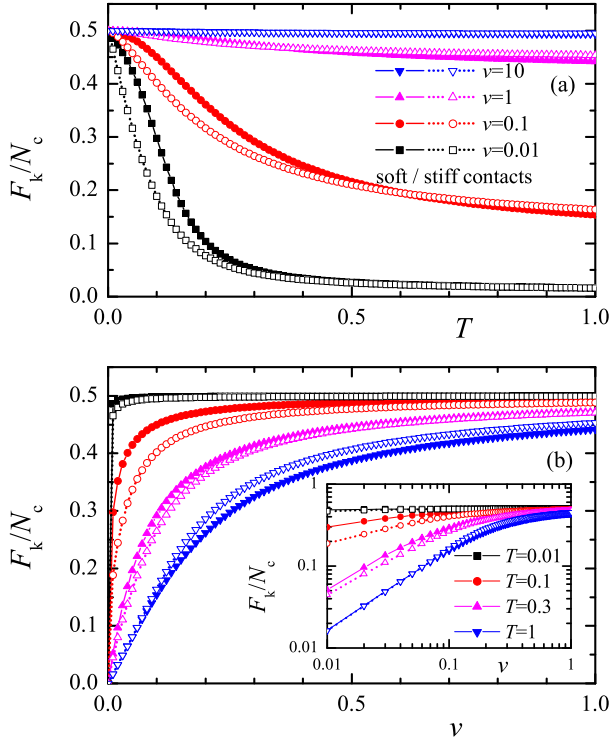 0.5
0.4
0.3
0.2
0.1
0.0
F_k/N_c
(a)
v=10
v=1
v=0.1
v=0.01
soft / stiff contacts
0.0 0.5 1.0
T
0.5
0.4
0.3
0.2
0.1
0.0
F_k/N_c
(b)
1
0.1
0.01
F_k/N_c
T=0.01
T=0.1
T=0.3
T=1
0.01 0.1 1
v
0.0 0.5 1.0
v